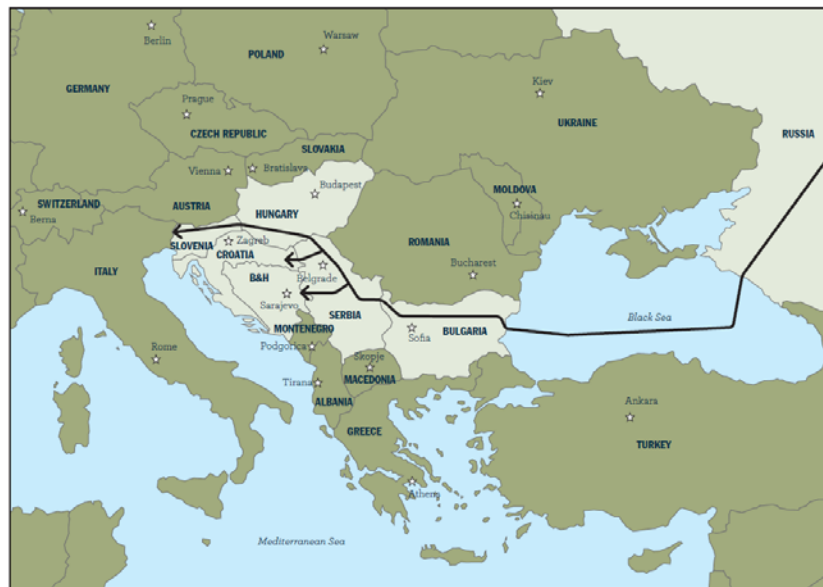 Berlin
Warsaw
POLAND
GERMANY
Kiev
Prague
UKRAINE
CZECH REPUBLIC
RUSSIA
SLOVAKIA
Vienna
Bratislava
Budapest
MOLDOVA
SWITZERLAND
AUSTRIA
Berna
HUNGARY
Chisinau
SLOVENIA
Zagreb
ROMANIA
CROATIA
ITALY
Bucharest
B&H
Belgrade
Sarajevo
SERBIA
Black Sea
MONTENEGRO
BULGARIA
Sofia
Podgorica
Rome
Skopje
Tirana
MACEDONIA
Ankara
ALBANIA
GREECE
TURKEY
Athens
Mediterranean Sea